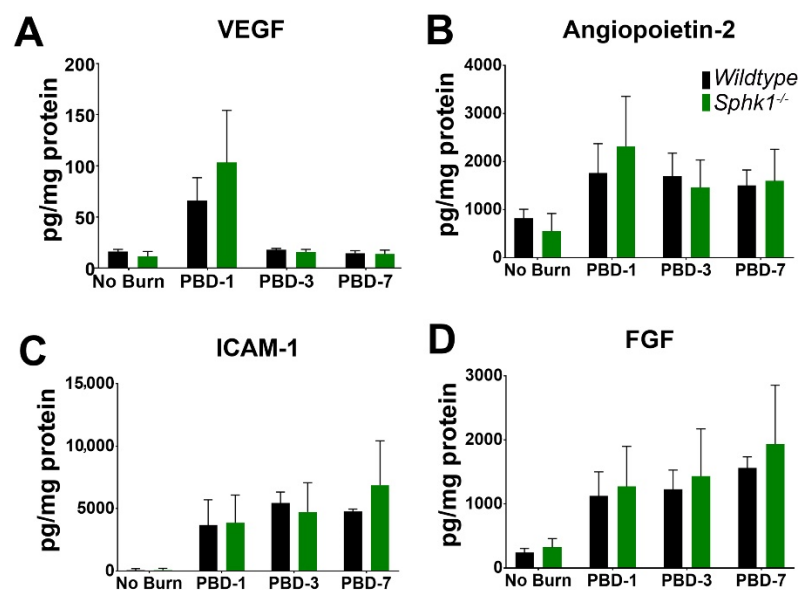 A
VEGF
pg/mg protein
200
150
100
50
0
No Burn PBD-1 PBD-3 PBD-7
B
Angiopoietin-2
pg/mg protein
4000
3000
2000
1000
0
Wildtype
Sphk1-/-
No Burn PBD-1 PBD-3 PBD-7
C
ICAM-1
pg/mg protein
15,000
10,000
5000
0
No Burn PBD-1 PBD-3 PBD-7
D
FGF
pg/mg protein
3000
2000
1000
0
No Burn PBD-1 PBD-3 PBD-7